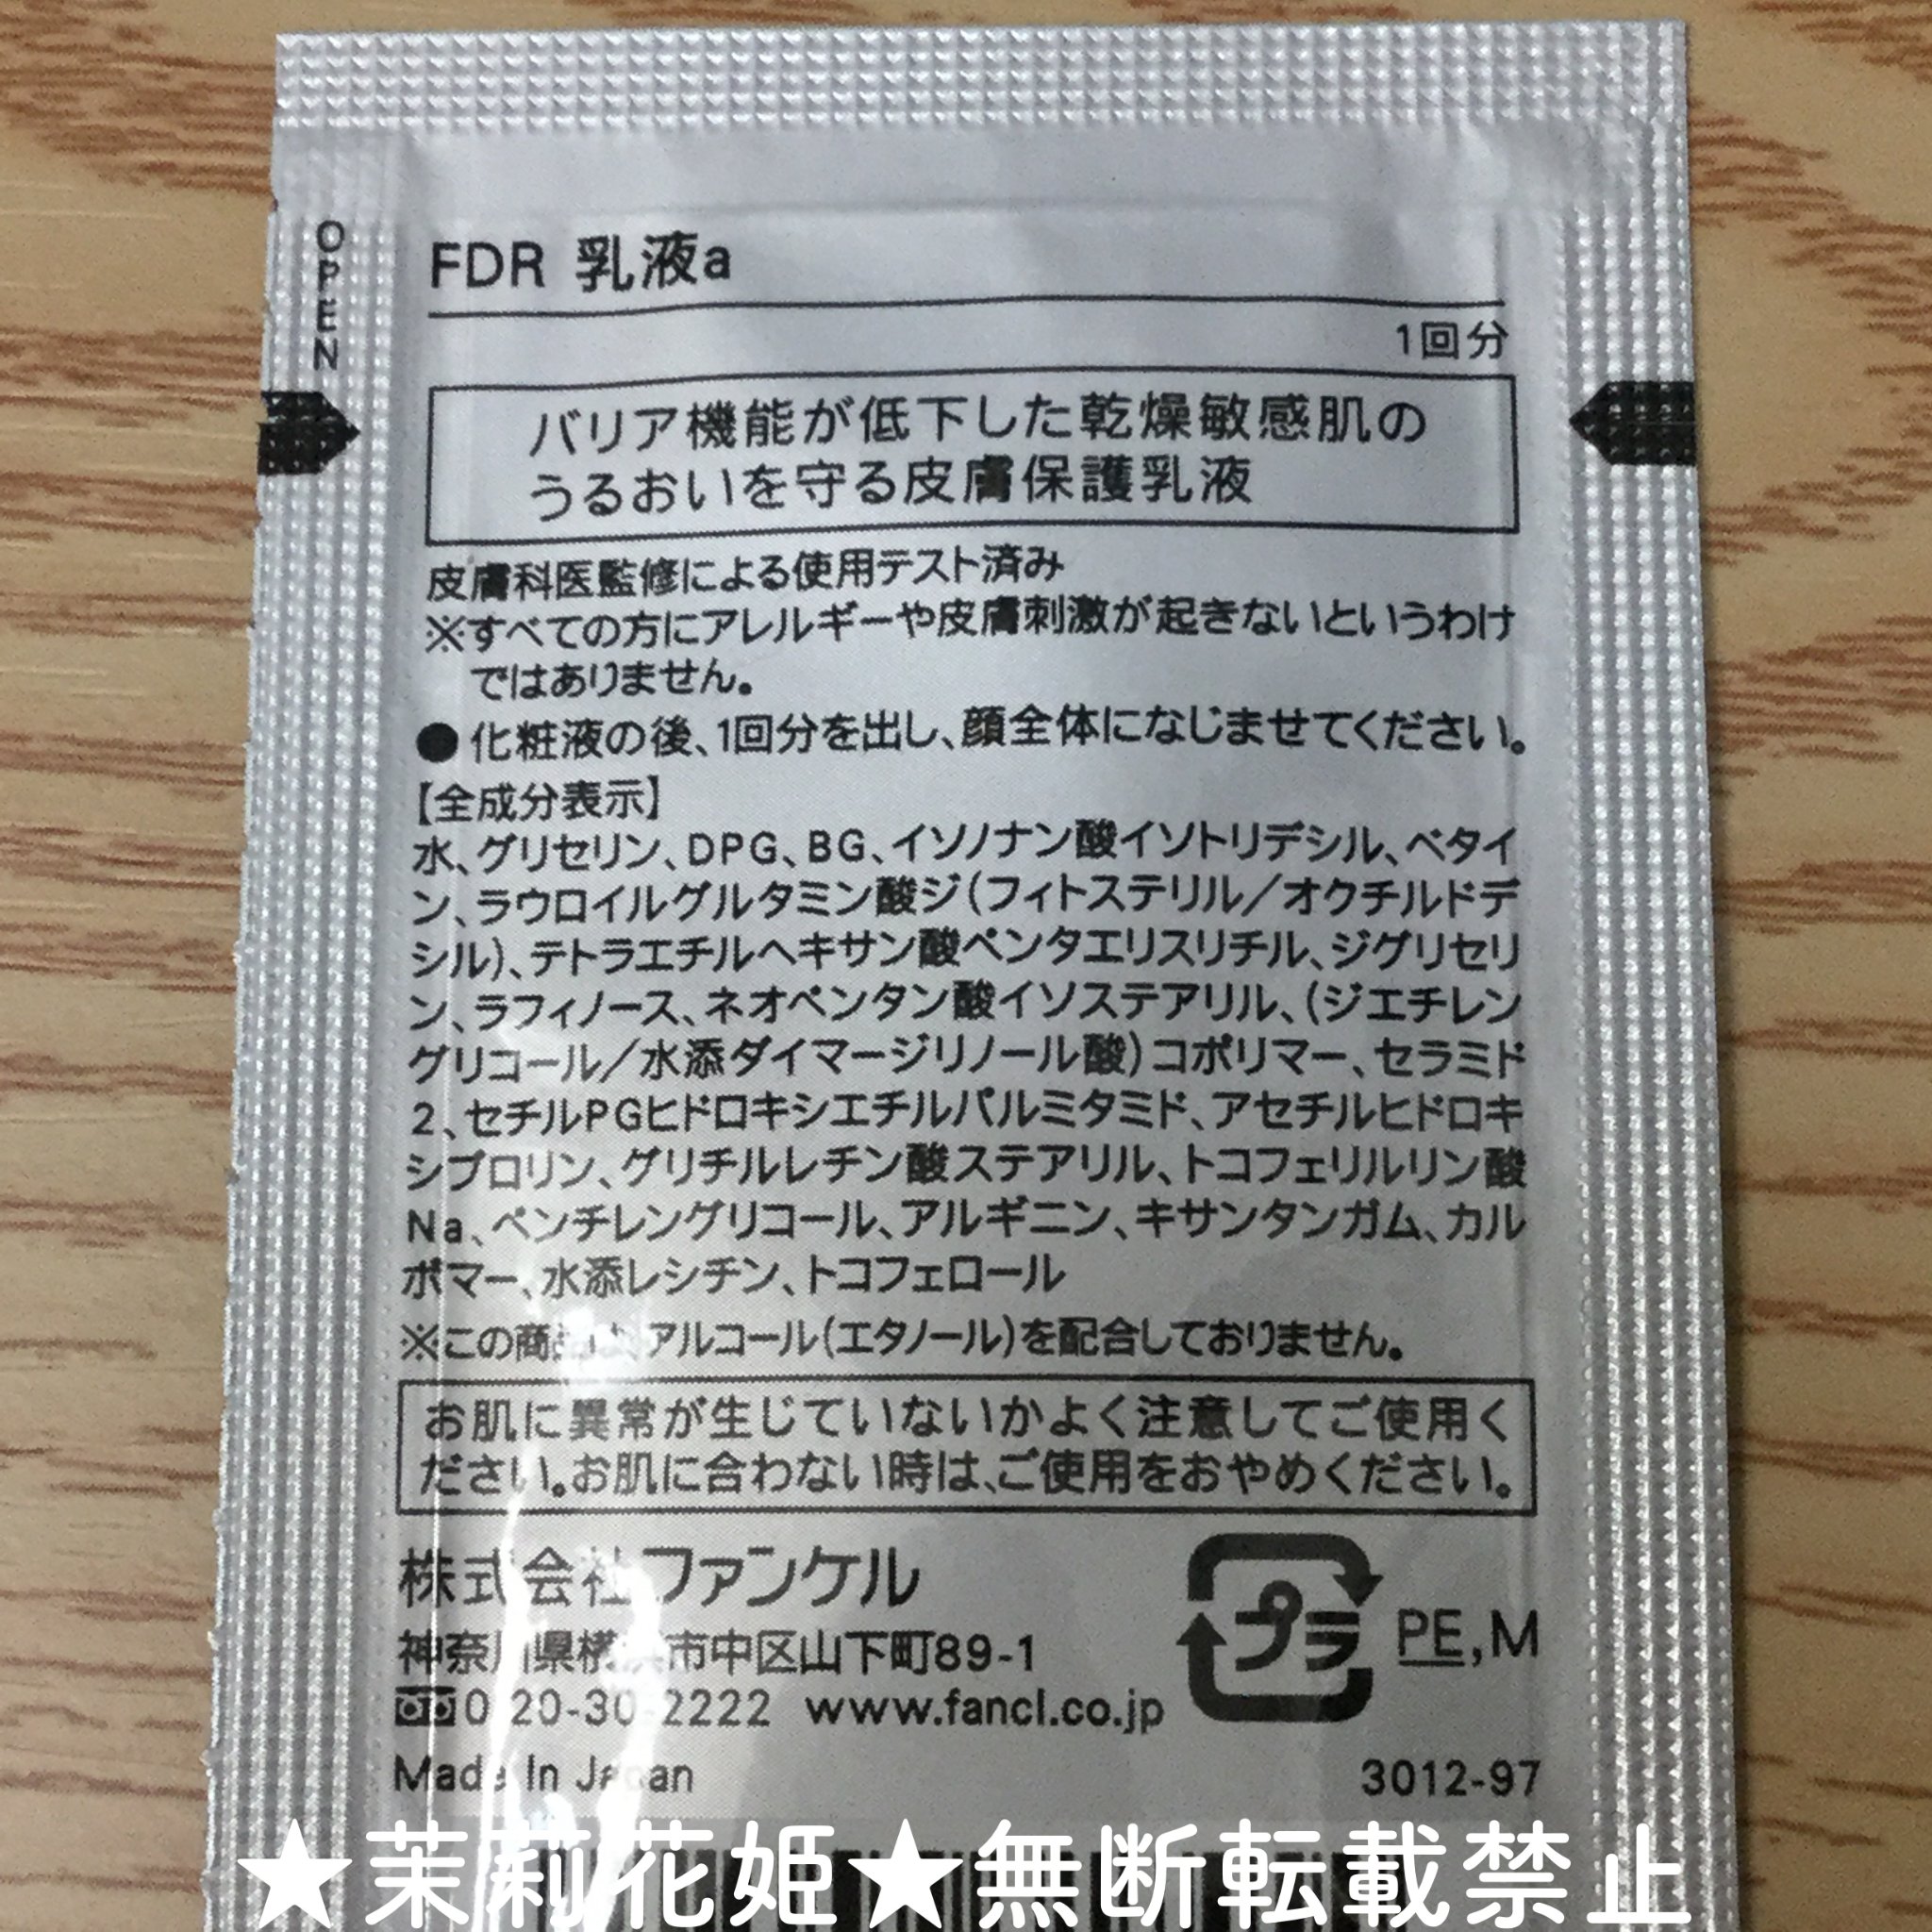 OPEN
FDR 乳液a
1回分
バリア機能が低下した乾燥敏感肌の
うるおいを守る皮膚保護乳液
皮膚科医監修による使用テスト済み
※すべての方にアレルギーや皮膚刺激が起きないというわけ
ではありません。
●化粧液の後、1回分を出し、顔全体になじませてください。
【全成分表示】
水、グリセリン、DPG、BG、イソノナン酸イソトリデシル、ベタイ
ン、ラウロイルグルタミン酸ジ(フィトステリル/オクチルドデ
シル)、テトラエチルヘキサン酸ペンタエリスリチル、ジグリセリ
ン、ラフィノース、ネオペンタン酸イソステアリル、(ジエチレン
グリコール/水添ダイマージリノール酸)コポリマー、セラミド
2、セチルPGヒドロキシエチルパルミタミド、アセチルヒドロキ
シプロリン、グリチルレチン酸ステアリル、トコフェリルリン酸
Na、ペンチレングリコール、アルギニン、キサンタンガム、カル
ボマー、水添レシチン、トコフェロール
※この商品は、アルコール(エタノール)を配合しておりません。
お肌に異常が生じていないかよく注意してご使用く
ださい。お肌に合わない時は、ご使用をおやめください。
株式会社ファンケル
神奈川県横浜市中区山下町89-1
0120-30-2222 www.fancl.co.jp
プラ PE,M
Made In Japan
3012-97
★茉莉花姫★無断転載禁止